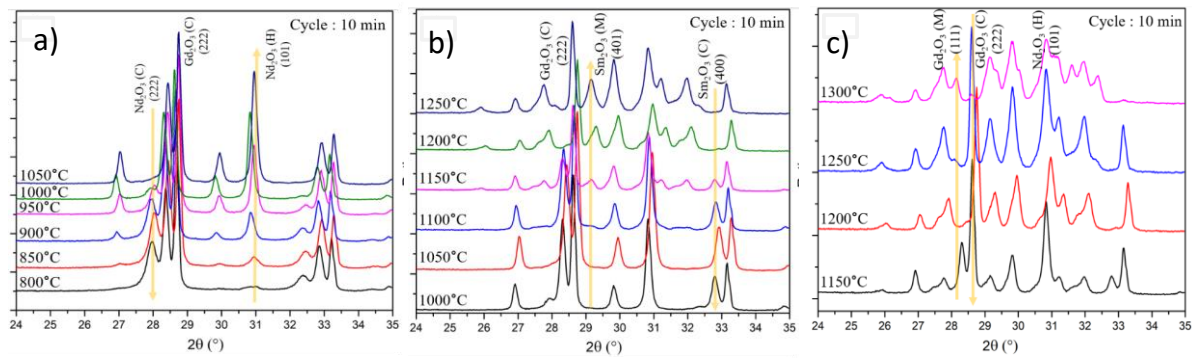 a)
Cycle : 10 min
Nd₂O₃ (C)
(222)
Gd₂O₃ (C)
(222)
Nd₂O₃ (H)
(101)
1050°C
1000°C
950°C
900°C
850°C
800°C
24 25 26 27 28 29 30 31 32 33 34 35
2θ (°)
b)
Cycle : 10 min
Gd₂O₃ (C)
(222)
Sm₂O₃ (M)
(401)
Sm₂O₃ (C)
(400)
1250°C
1200°C
1150°C
1100°C
1050°C
1000°C
24 25 26 27 28 29 30 31 32 33 34 35
2θ (°)
c)
Cycle : 10 min
Gd₂O₃ (M)
(111)
Gd₂O₃ (C)
(222)
Nd₂O₃ (H)
(101)
1300°C
1250°C
1200°C
1150°C
24 25 26 27 28 29 30 31 32 33 34 35
2θ (°)